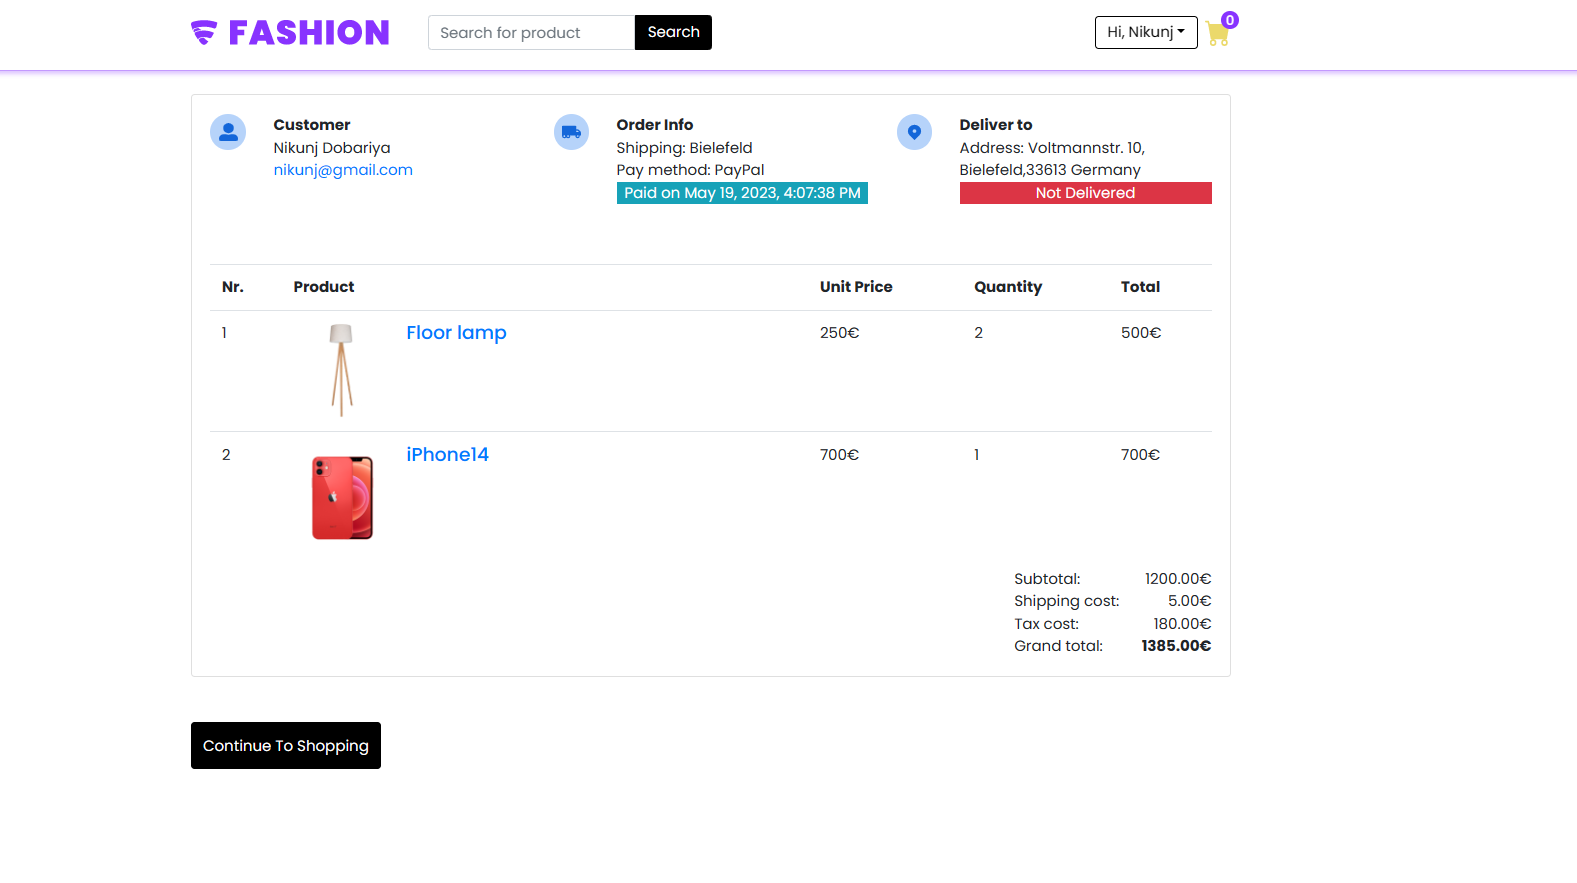 FASHION
Search for product
Search
Hi, Nikunj
0
Customer
Nikunj Dobariya
nikunj@gmail.com
Order Info
Shipping: Bielefeld
Pay method: PayPal
Paid on May 19, 2023, 4:07:38 PM
Deliver to
Address: Voltmannstr. 10,
Bielefeld,33613 Germany
Not Delivered
Nr. Product Unit Price Quantity Total
1 Floor lamp 250€ 2 500€
2 iPhone14 700€ 1 700€
Subtotal: 1200.00€
Shipping cost: 5.00€
Tax cost: 180.00€
Grand total: 1385.00€
Continue To Shopping